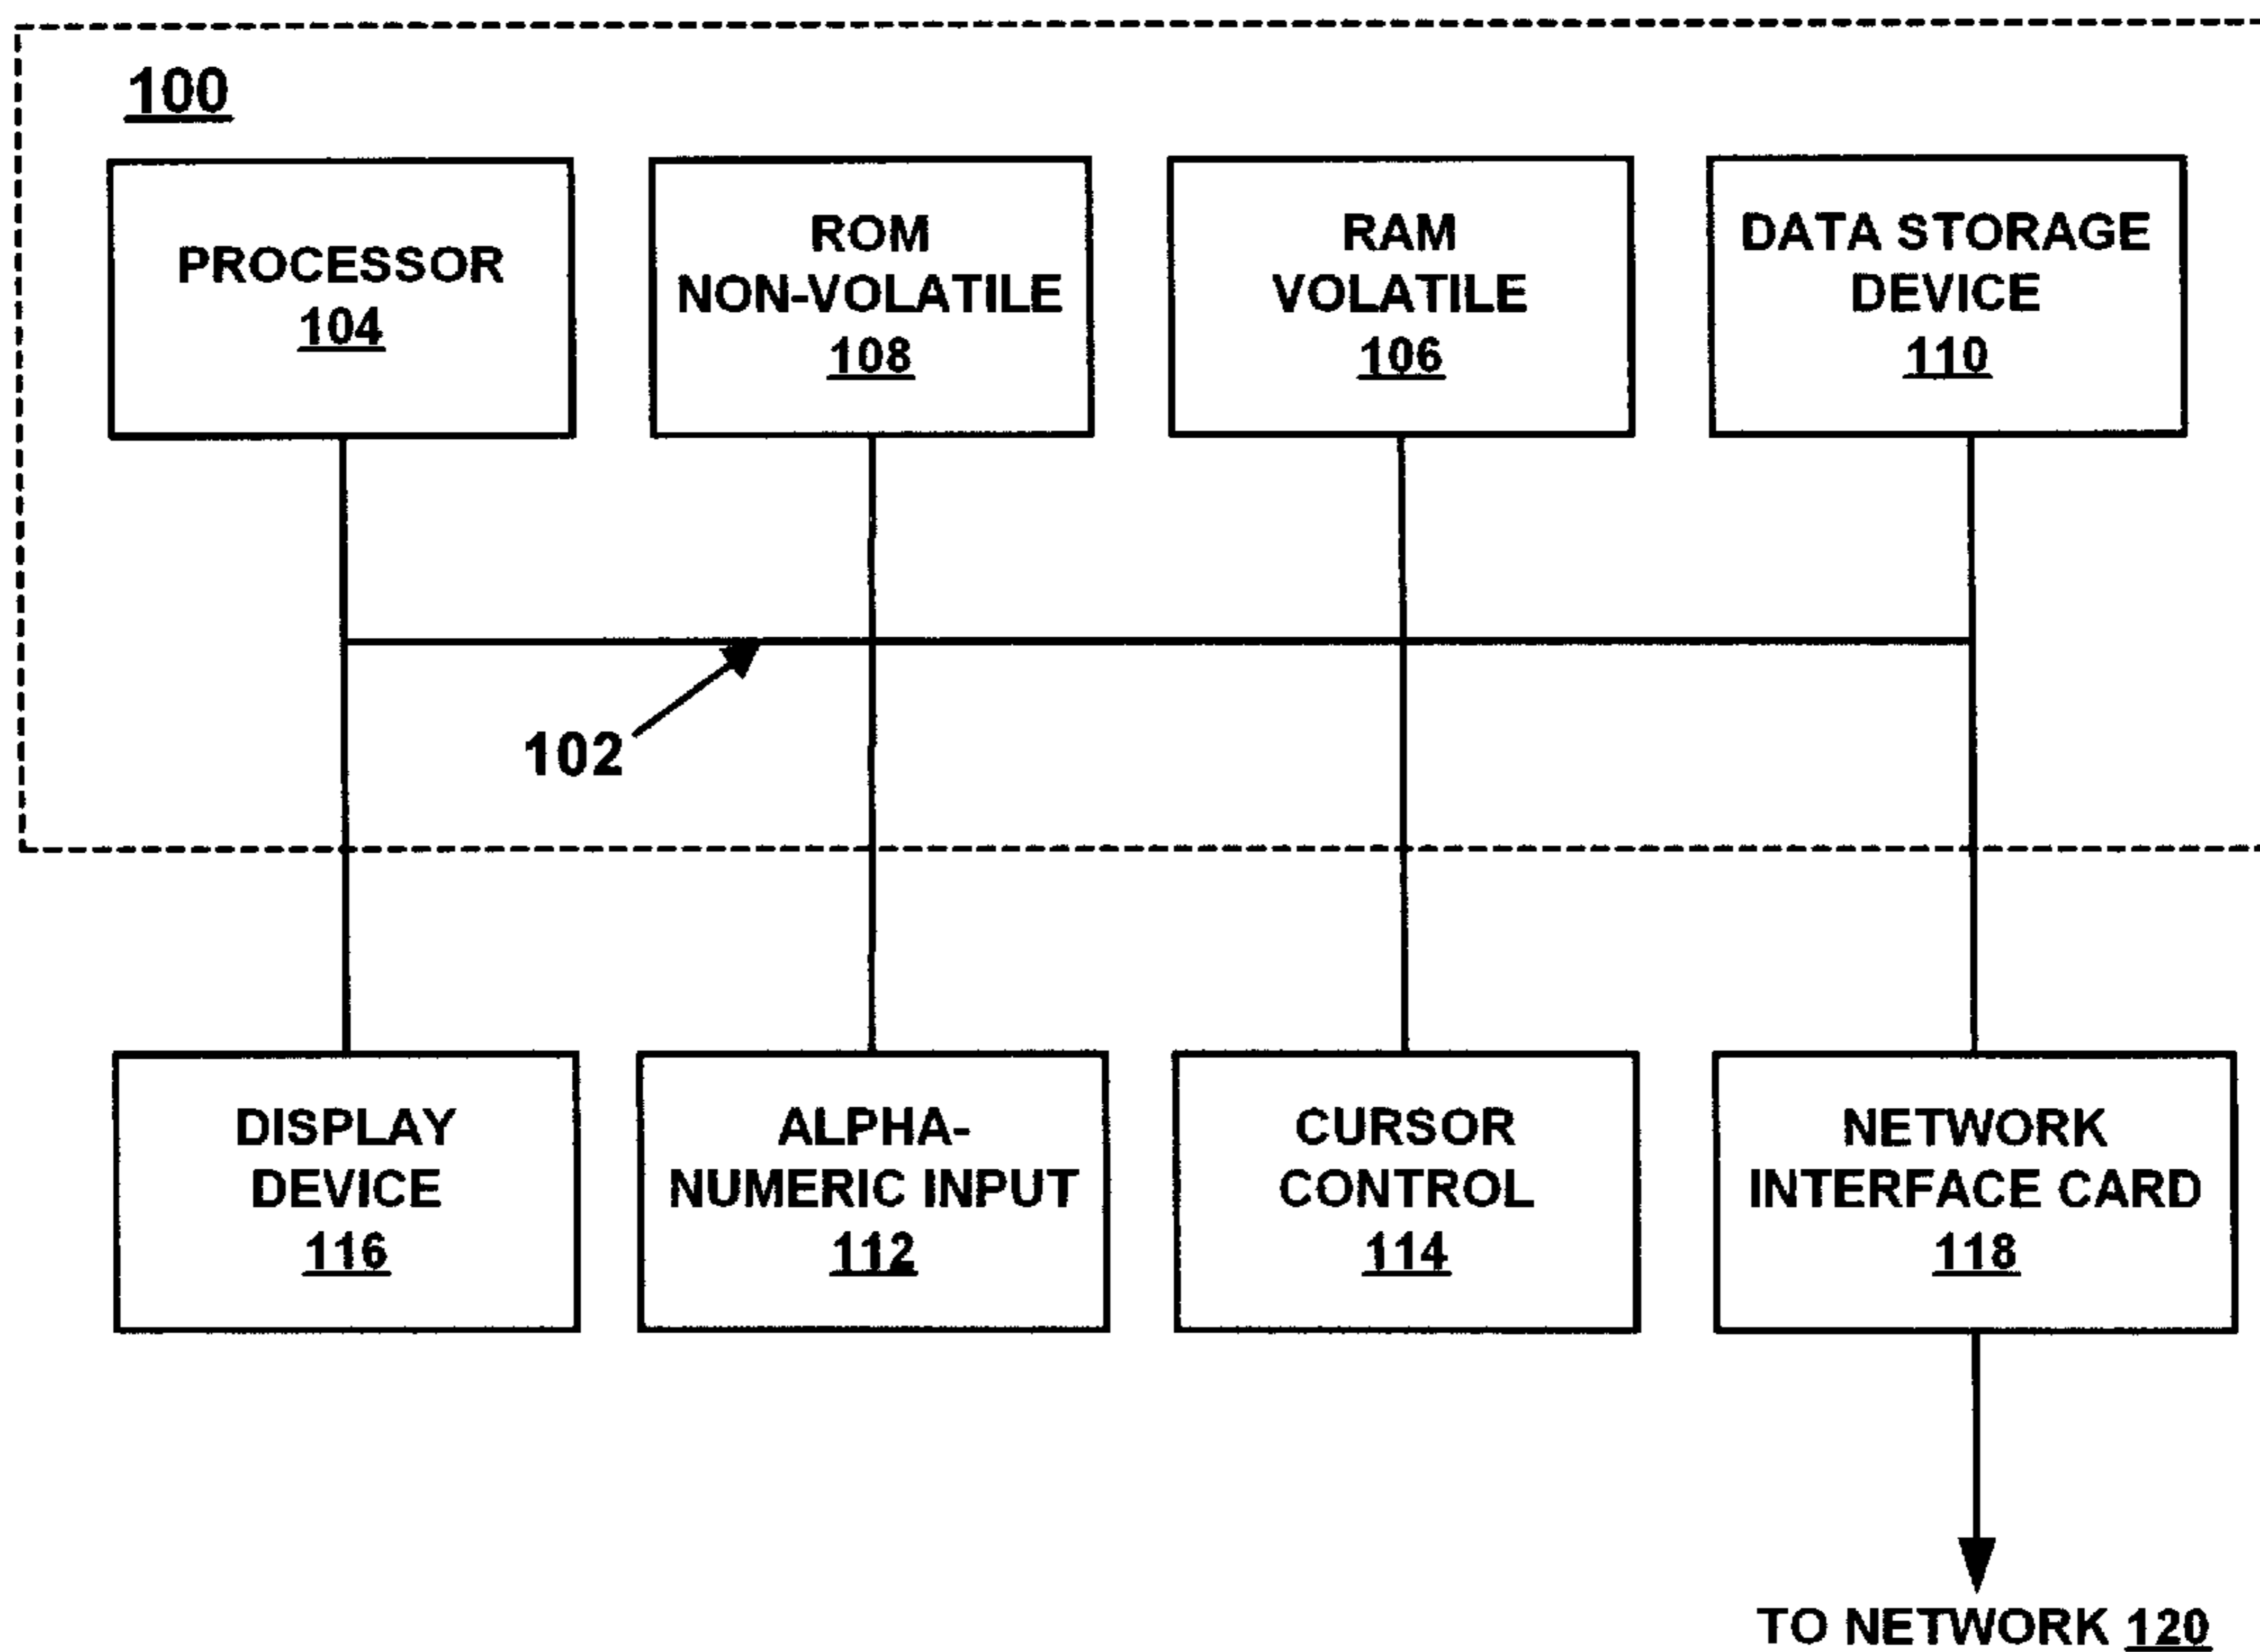 100
PROCESSOR
104
ROM
NON-VOLATILE
108
RAM
VOLATILE
106
DATA STORAGE
DEVICE
110
102
DISPLAY
DEVICE
116
ALPHA-
NUMERIC INPUT
112
CURSOR
CONTROL
114
NETWORK
INTERFACE CARD
118
TO NETWORK 120